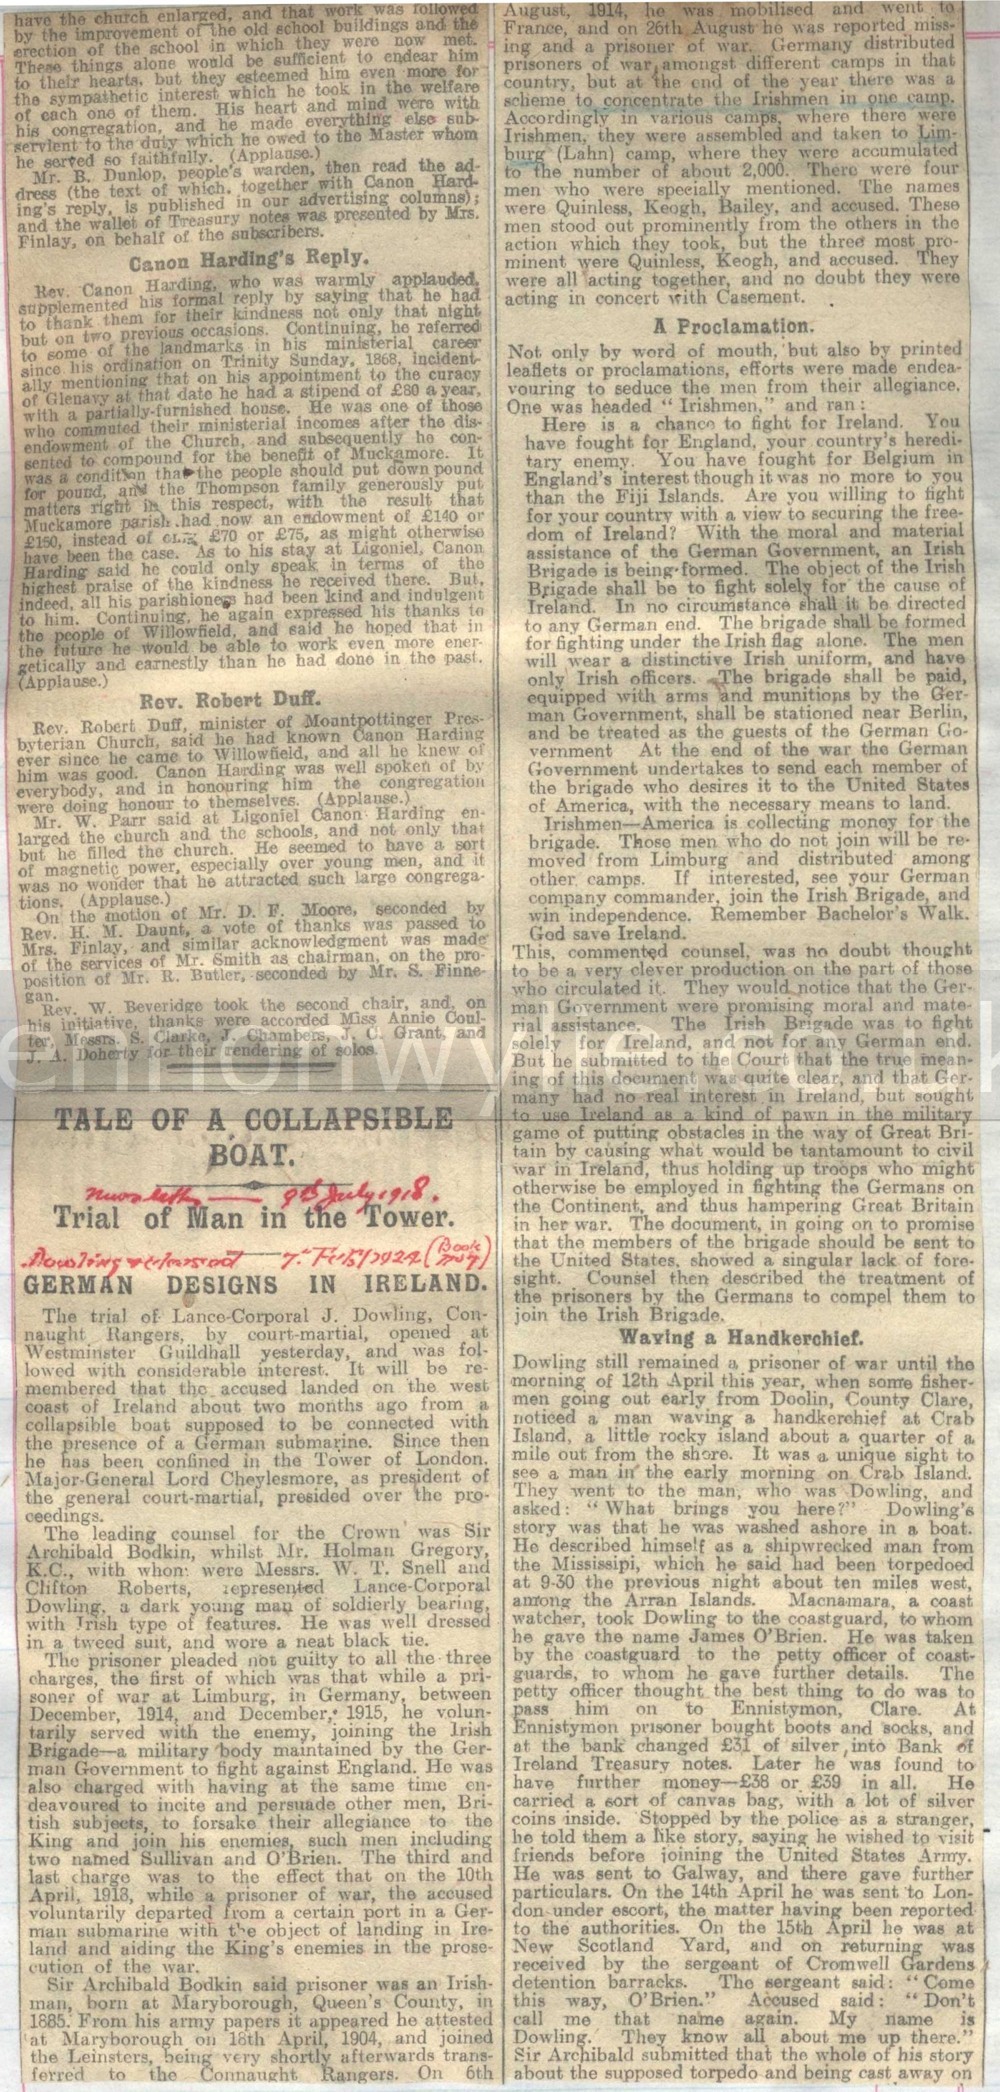 have the church enlarged, and that work was followed
by the improvement of the old school buildings and the
erection of the school in which they were now met.
These things alone would be sufficient to endear him
to their hearts, but they esteemed him even more for
the sympathetic interest which he took in the welfare
of each one of them. His heart and mind were with
his congregation, and he made everything else sub-
servient to the duty which he owed to the Master whom
he served so faithfully. (Applause.)
Mr. B. Dunlop, people's warden, then read the ad-
dress (the text of which, together with Canon Hard-
ing's reply, is published in our advertising columns);
and the wallet of Treasury notes was presented by Mrs.
Finlay, on behalf of the subscribers.
Canon Harding's Reply.
Rev. Canon Harding, who was warmly applauded,
supplemented his formal reply by saying that he had
to thank them for their kindness not only that night
but on two previous occasions. Continuing, he referred
to some of the landmarks in his ministerial career
since his ordination on Trinity Sunday, 1868, incident-
ally mentioning that on his appointment to the curacy
of Glenavy at that date he had a stipend of £80 a year,
with a partially-furnished house. He was one of those
who commuted their ministerial incomes after the dis-
endowment of the Church, and subsequently he con-
sented to compound for the benefit of Muckamore. It
was a condition that the people should put down pound
for pound, and the Thompson family generously put
matters right in this respect, with the result that
Muckamore parish had now an endowment of £140 or
£150, instead of £70 or £75, as might otherwise
have been the case. As to his stay at Ligoniel, Canon
Harding said he could only speak in terms of the
highest praise of the kindness he received there. But,
indeed, all his parishioners had been kind and indulgent
to him. Continuing, he again expressed his thanks to
the people of Willowfield, and said he hoped that in
the future he would be able to work even more ener-
getically and earnestly than he had done in the past.
(Applause.)
Rev. Robert Duff.
Rev. Robert Duff, minister of Mountpottinger Pres-
byterian Church, said he had known Canon Harding
ever since he came to Willowfield, and all he knew of
him was good. Canon Harding was well spoken of by
everybody, and in honouring him the congregation
were doing honour to themselves. (Applause.)
Mr. W. Parr said at Ligoniel Canon Harding en-
larged the church and the schools, and not only that
but he filled the church. He seemed to have a sort
of magnetic power, especially over young men, and it
was no wonder that he attracted such large congrega-
tions. (Applause.)
On the motion of Mr. D. F. Moore, seconded by
Rev. H. M. Daunt, a vote of thanks was passed to
Mrs. Finlay, and similar acknowledgment was made
of the services of Mr. Smith as chairman, on the pro-
position of Mr. R. Butler, seconded by Mr. S. Finne-
gan.
Rev. W. Beveridge took the second chair, and, on
his initiative, thanks were accorded Miss Annie Coul-
ter, Messrs. S. Clarke, J. Chambers, J. C. Grant, and
J. A. Doherty for their rendering of solos.
TALE OF A COLLAPSIBLE
BOAT.
Newsletter — 9th July 1918.
Trial of Man in the Tower.
Dowling released — 7th Feb/1924 (Book
GERMAN DESIGNS IN IRELAND.
The trial of Lance-Corporal J. Dowling, Con-
naught Rangers, by court-martial, opened at
Westminster Guildhall yesterday, and was fol-
lowed with considerable interest. It will be re-
membered that the accused landed on the west
coast of Ireland about two months ago from a
collapsible boat supposed to be connected with
the presence of a German submarine. Since then
he has been confined in the Tower of London.
Major-General Lord Cheylesmore, as president of
the general court-martial, presided over the pro-
ceedings.
The leading counsel for the Crown was Sir
Archibald Bodkin, whilst Mr. Holman Gregory,
K.C., with whom were Messrs. W. T. Snell and
Clifton Roberts, represented Lance-Corporal
Dowling, a dark young man of soldierly bearing,
with Irish type of features. He was well dressed
in a tweed suit, and wore a neat black tie.
The prisoner pleaded not guilty to all the three
charges, the first of which was that while a pri-
soner of war at Limburg, in Germany, between
December, 1914, and December, 1915, he volun-
tarily served with the enemy, joining the Irish
Brigade—a military body maintained by the Ger-
man Government to fight against England. He was
also charged with having at the same time en-
deavoured to incite and persuade other men, Bri-
tish subjects, to forsake their allegiance to the
King and join his enemies, such men including
two named Sullivan and O'Brien. The third and
last charge was to the effect that on the 10th
April, 1918, while a prisoner of war, the accused
voluntarily departed from a certain port in a Ger-
man submarine with the object of landing in Ire-
land and aiding the King's enemies in the prose-
cution of the war.
Sir Archibald Bodkin said prisoner was an Irish-
man, born at Maryborough, Queen's County, in
1885. From his army papers it appeared he attested
at Maryborough on 18th April, 1904, and joined
the Leinsters, being very shortly afterwards trans-
ferred to the Connaught Rangers. On 6th
August, 1914, he was mobilised and went to
France, and on 26th August he was reported miss-
ing and a prisoner of war. Germany distributed
prisoners of war amongst different camps in that
country, but at the end of the year there was a
scheme to concentrate the Irishmen in one camp.
Accordingly in various camps, where there were
Irishmen, they were assembled and taken to Lim-
burg (Lahn) camp, where they were accumulated
to the number of about 2,000. There were four
men who were specially mentioned. The names
were Quinless, Keogh, Bailey, and accused. These
men stood out prominently from the others in the
action which they took, but the three most pro-
minent were Quinless, Keogh, and accused. They
were all acting together, and no doubt they were
acting in concert with Casement.
A Proclamation.
Not only by word of mouth, but also by printed
leaflets or proclamations, efforts were made endea-
vouring to seduce the men from their allegiance.
One was headed "Irishmen," and ran:
Here is a chance to fight for Ireland. You
have fought for England, your country's heredi-
tary enemy. You have fought for Belgium in
England's interest though it was no more to you
than the Fiji Islands. Are you willing to fight
for your country with a view to securing the free-
dom of Ireland? With the moral and material
assistance of the German Government, an Irish
Brigade is being formed. The object of the Irish
Brigade shall be to fight solely for the cause of
Ireland. In no circumstance shall it be directed
to any German end. The brigade shall be formed
for fighting under the Irish flag alone. The men
will wear a distinctive Irish uniform, and have
only Irish officers. The brigade shall be paid,
equipped with arms and munitions by the Ger-
man Government, shall be stationed near Berlin,
and be treated as the guests of the German Go-
vernment At the end of the war the German
Government undertakes to send each member of
the brigade who desires it to the United States
of America, with the necessary means to land.
Irishmen—America is collecting money for the
brigade. Those men who do not join will be re-
moved from Limburg and distributed among
other camps. If interested, see your German
company commander, join the Irish Brigade, and
win independence. Remember Bachelor's Walk.
God save Ireland.
This, commented counsel, was no doubt thought
to be a very clever production on the part of those
who circulated it. They would notice that the Ger-
man Government were promising moral and mate-
rial assistance. The Irish Brigade was to fight
solely for Ireland, and not for any German end.
But he submitted to the Court that the true mean-
ing of this document was quite clear, and that Ger-
many had no real interest in Ireland, but sought
to use Ireland as a kind of pawn in the military
game of putting obstacles in the way of Great Bri-
tain by causing what would be tantamount to civil
war in Ireland, thus holding up troops who might
otherwise be employed in fighting the Germans on
the Continent, and thus hampering Great Britain
in her war. The document, in going on to promise
that the members of the brigade should be sent to
the United States, showed a singular lack of fore-
sight. Counsel then described the treatment of
the prisoners by the Germans to compel them to
join the Irish Brigade.
Waving a Handkerchief.
Dowling still remained a prisoner of war until the
morning of 12th April this year, when some fisher-
men going out early from Doolin, County Clare,
noticed a man waving a handkerchief at Crab
Island, a little rocky island about a quarter of a
mile out from the shore. It was a unique sight to
see a man in the early morning on Crab Island.
They went to the man, who was Dowling, and
asked: "What brings you here?" Dowling's
story was that he was washed ashore in a boat.
He described himself as a shipwrecked man from
the Mississipi, which he said had been torpedoed
at 9-30 the previous night about ten miles west,
among the Arran Islands. Macnamara, a coast
watcher, took Dowling to the coastguard, to whom
he gave the name James O'Brien. He was taken
by the coastguard to the petty officer of coast-
guards, to whom he gave further details. The
petty officer thought the best thing to do was to
pass him on to Ennistymon, Clare. At
Ennistymon prisoner bought boots and socks, and
at the bank changed £31 of silver into Bank of
Ireland Treasury notes. Later he was found to
have further money—£38 or £39 in all. He
carried a sort of canvas bag, with a lot of silver
coins inside. Stopped by the police as a stranger,
he told them a like story, saying he wished to visit
friends before joining the United States Army.
He was sent to Galway, and there gave further
particulars. On the 14th April he was sent to Lon-
don under escort, the matter having been reported
to the authorities. On the 15th April he was at
New Scotland Yard, and on returning was
received by the sergeant of Cromwell Gardens
detention barracks. The sergeant said: "Come
this way, O'Brien." Accused said: "Don't
call me that name again. My name is
Dowling. They know all about me up there."
Sir Archibald submitted that the whole of his story
about the supposed torpedo and being cast away on